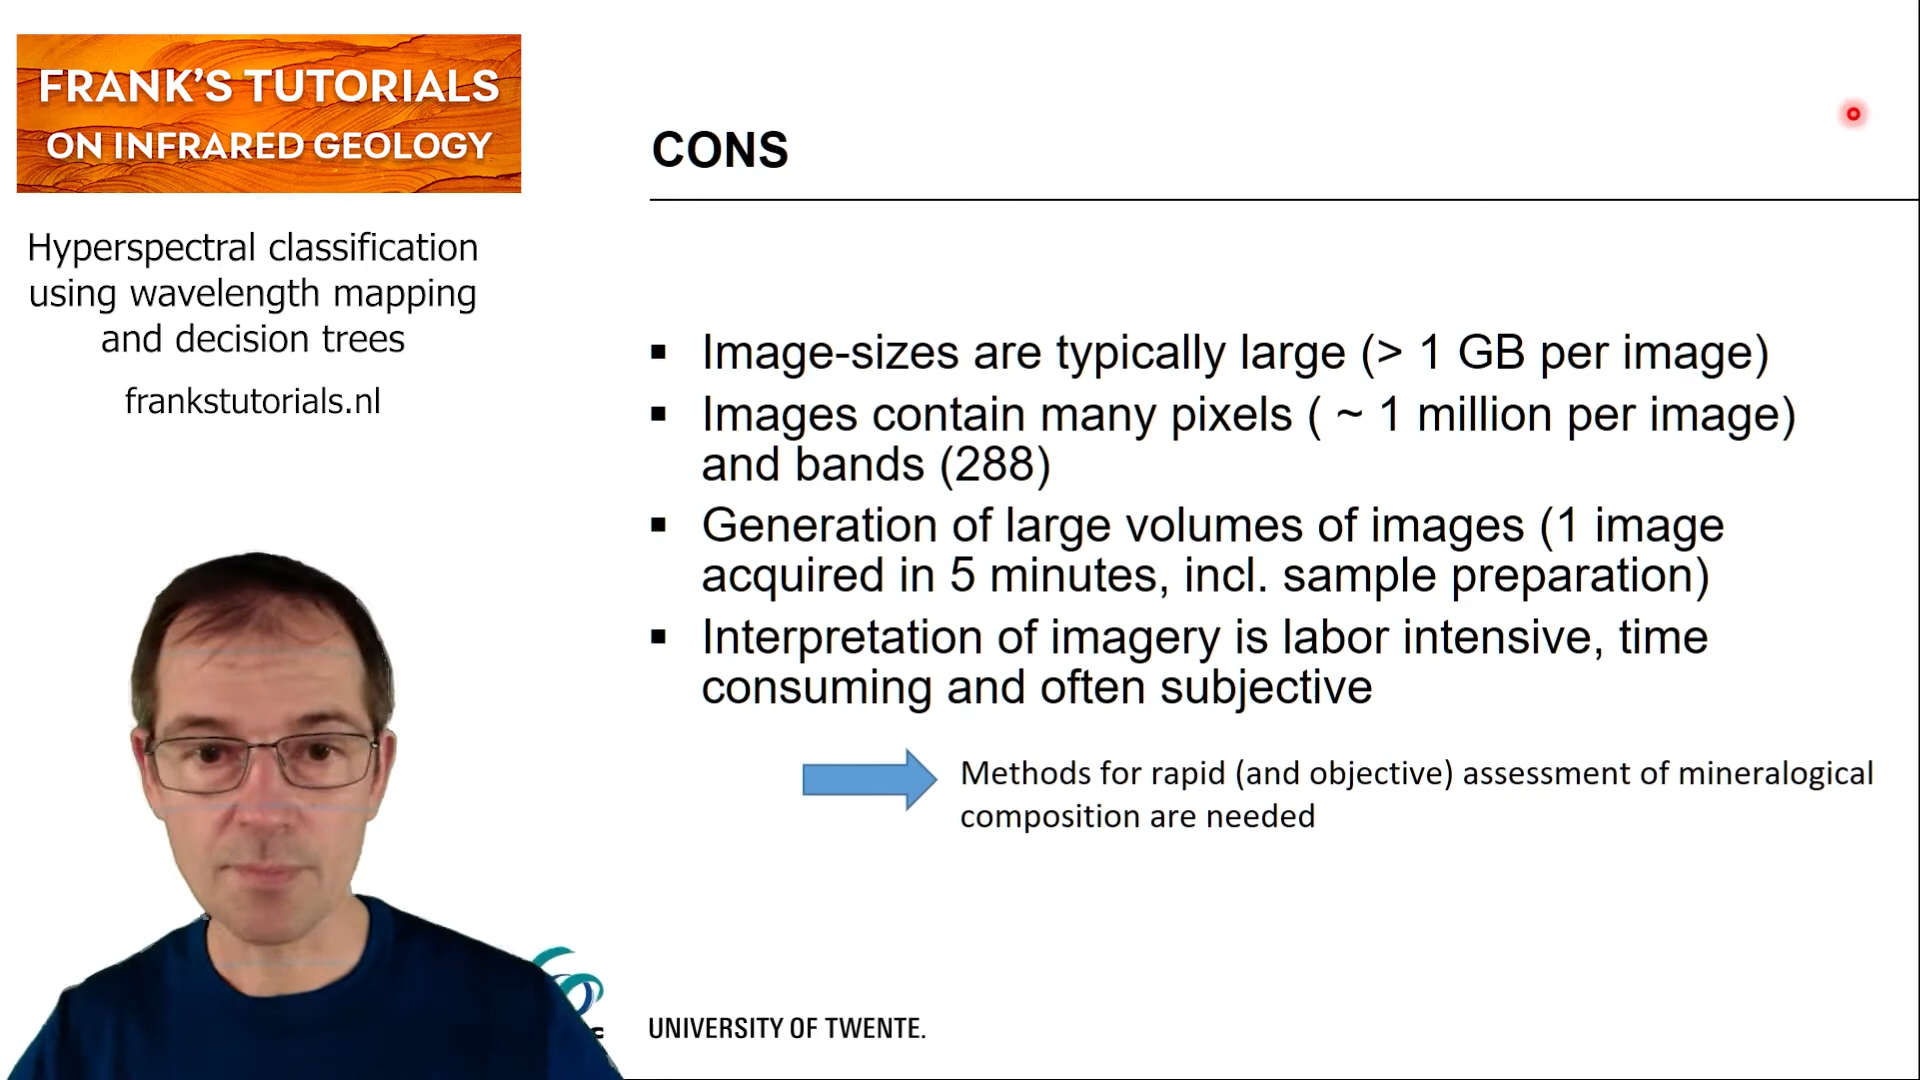 FRANK'S TUTORIALS
ON INFRARED GEOLOGY
Hyperspectral classification
using wavelength mapping
and decision trees
frankstutorials.nl
CONS
▪ Image-sizes are typically large (> 1 GB per image)
▪ Images contain many pixels ( ~ 1 million per image)
and bands (288)
▪ Generation of large volumes of images (1 image
acquired in 5 minutes, incl. sample preparation)
▪ Interpretation of imagery is labor intensive, time
consuming and often subjective
Methods for rapid (and objective) assessment of mineralogical
composition are needed
UNIVERSITY OF TWENTE.